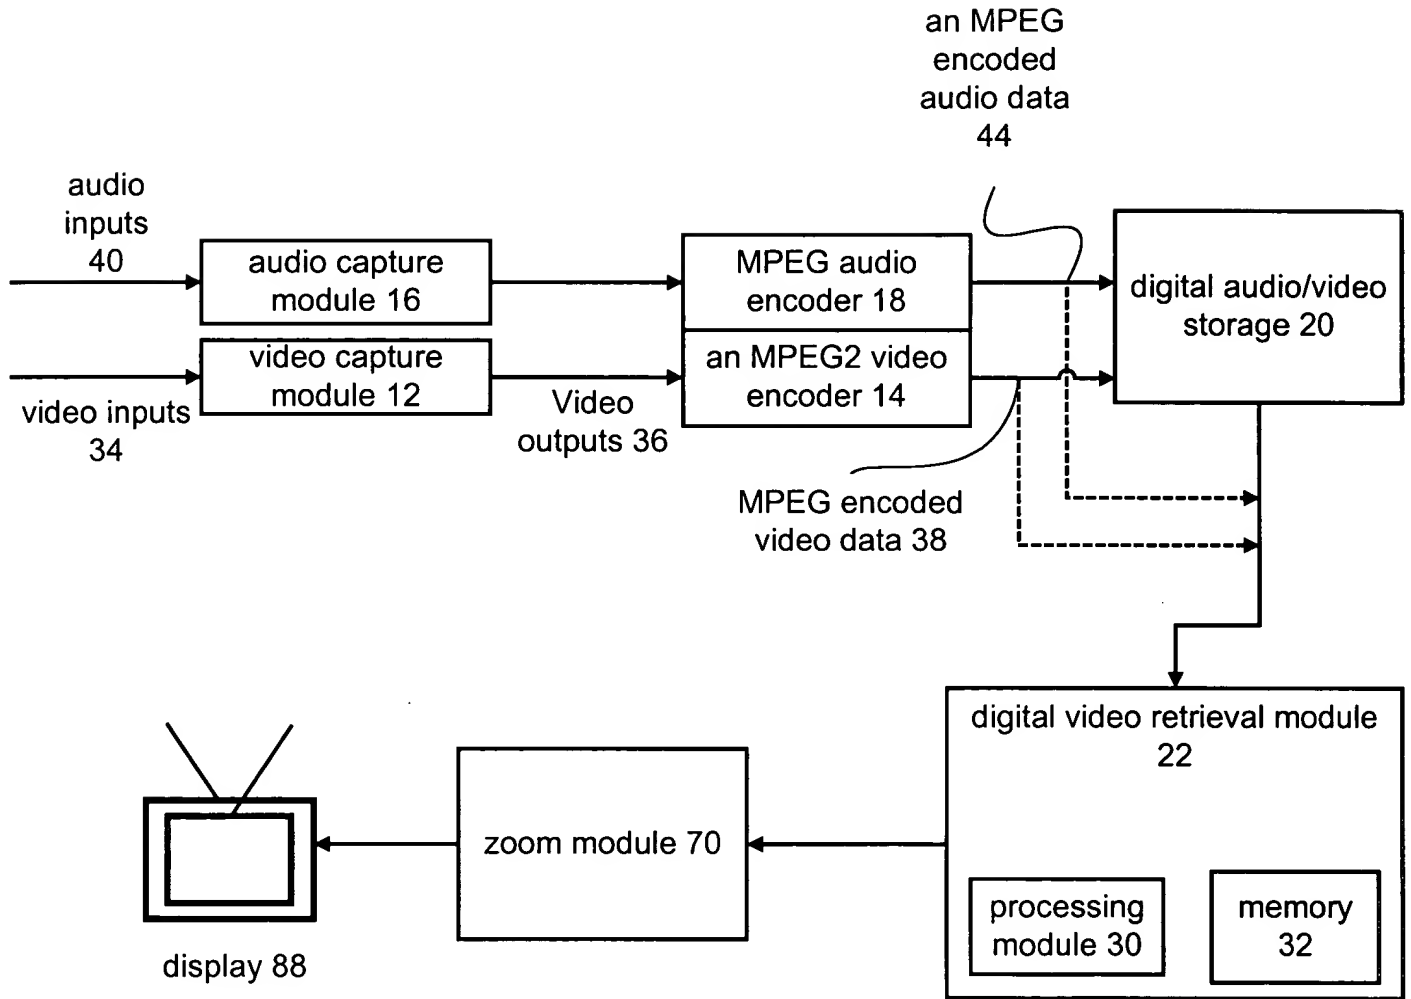 an MPEG
encoded
audio data
44
audio
inputs
40
audio capture
module 16
MPEG audio
encoder 18
digital audio/video
storage 20
video inputs
34
video capture
module 12
Video
outputs 36
an MPEG2 video
encoder 14
MPEG encoded
video data 38
digital video retrieval module
22
processing
module 30
memory
32
zoom module 70
display 88